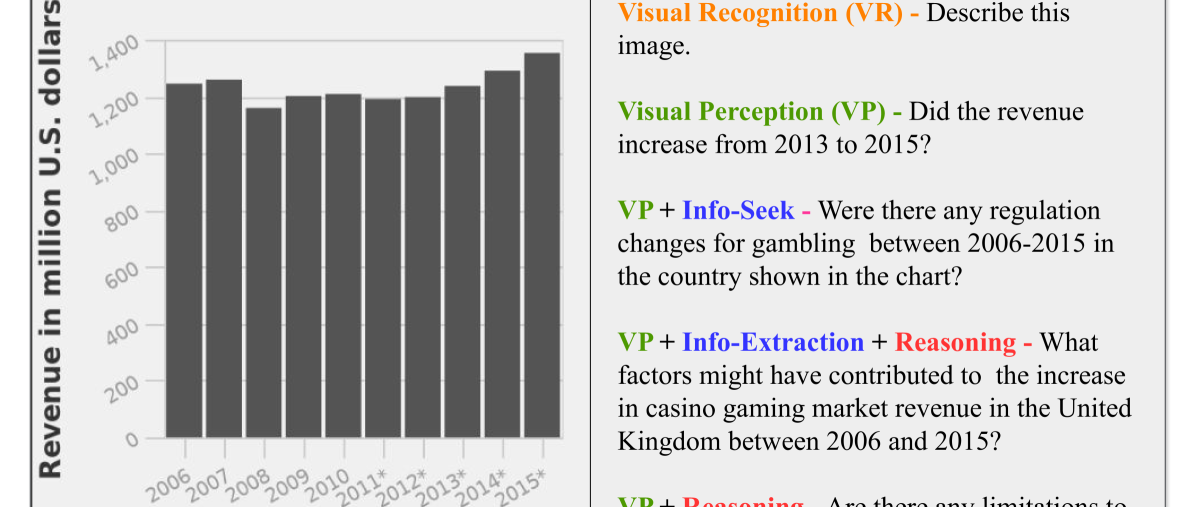 Revenue in million U.S. dollars
1,400
1,200
1,000
800
600
400
200
0
2006
2007
2008
2009
2010
2011*
2012*
2013*
2014*
2015*
Visual Recognition (VR) - Describe this
image.
Visual Perception (VP) - Did the revenue
increase from 2013 to 2015?
VP + Info-Seek - Were there any regulation
changes for gambling between 2006-2015 in
the country shown in the chart?
VP + Info-Extraction + Reasoning - What
factors might have contributed to the increase
in casino gaming market revenue in the United
Kingdom between 2006 and 2015?
VP + Reasoning - Are there any limitations to